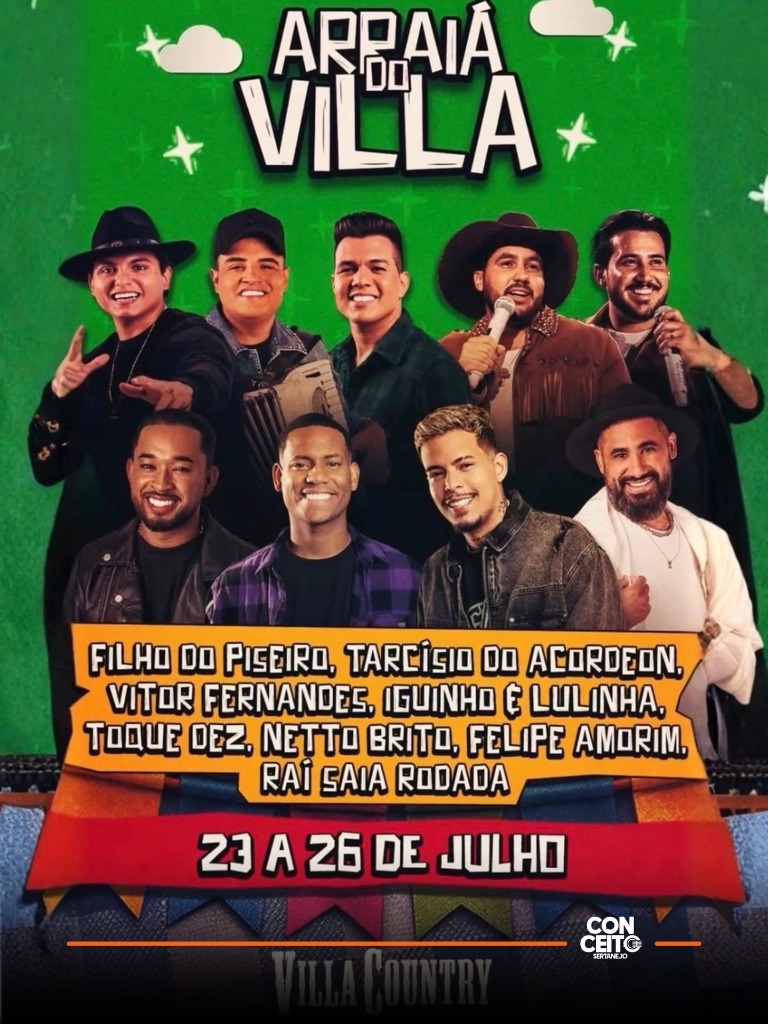 ARRAIÁ
DO
VILLA
FILHO DO PISEIRO, TARCÍSIO DO ACORDEON,
VITOR FERNANDES, IGUINHO & LULINHA,
TOQUE DEZ, NETTO BRITO, FELIPE AMORIM,
RAÍ SAIA RODADA
23 A 26 DE JULHO
CON
CEITO
SERTANEJO
VILLA COUNTRY